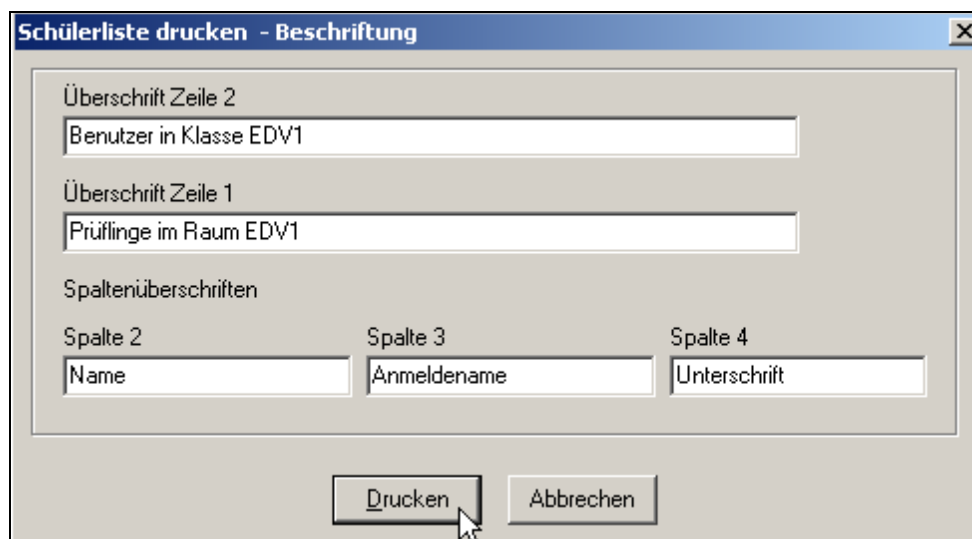 Schülerliste drucken - Beschriftung
Überschrift Zeile 2
Benutzer in Klasse EDV1
Überschrift Zeile 1
Prüflinge im Raum EDV1
Spaltenüberschriften
Spalte 2 Spalte 3 Spalte 4
Name Anmeldename Unterschrift
Drucken Abbrechen